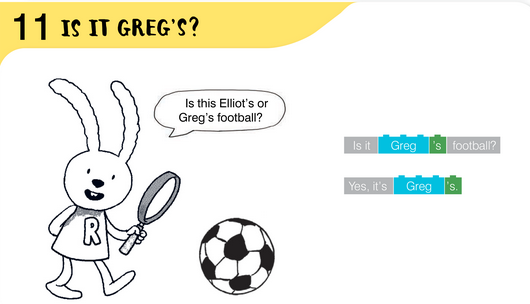 11 IS IT GREG'S?
Is this Elliot's or
Greg's football?
Is it Greg 's football?
Yes, it's Greg 's.
R